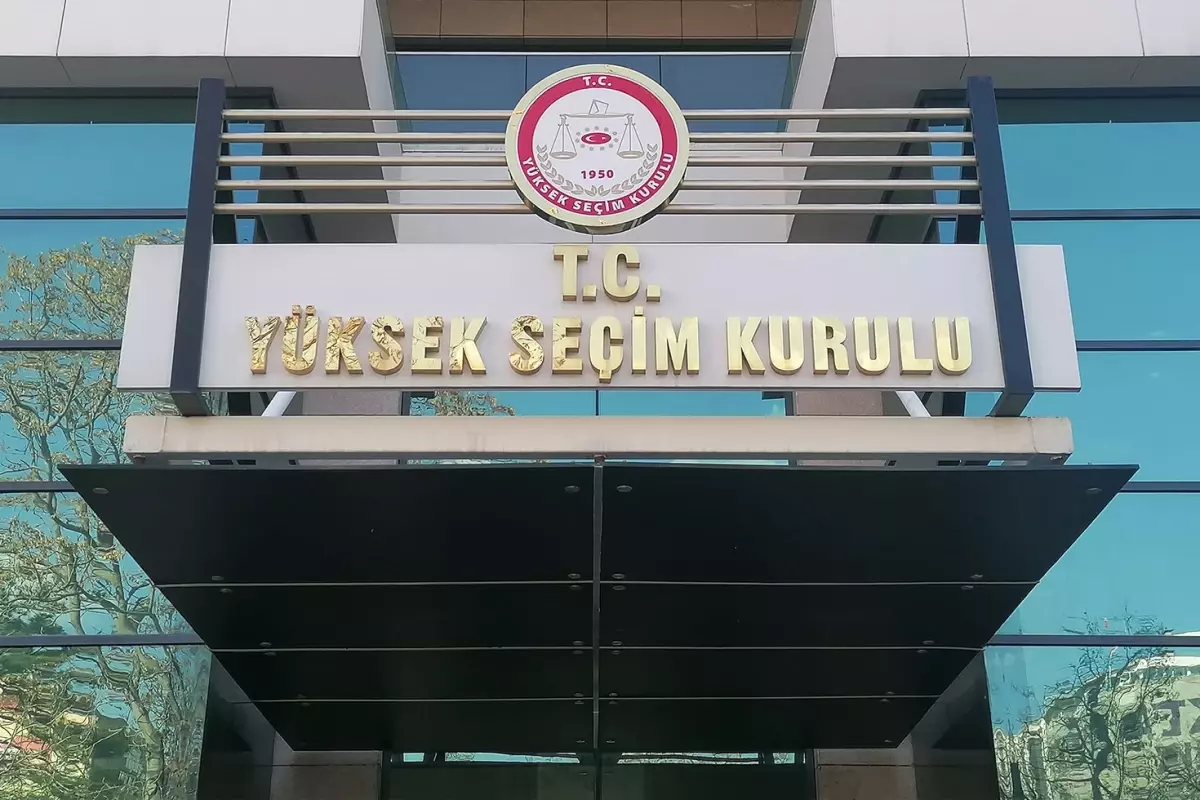 T.C.
1950
YÜKSEK SEÇİM KURULU
T.C.
YÜKSEK SEÇİM KURULU